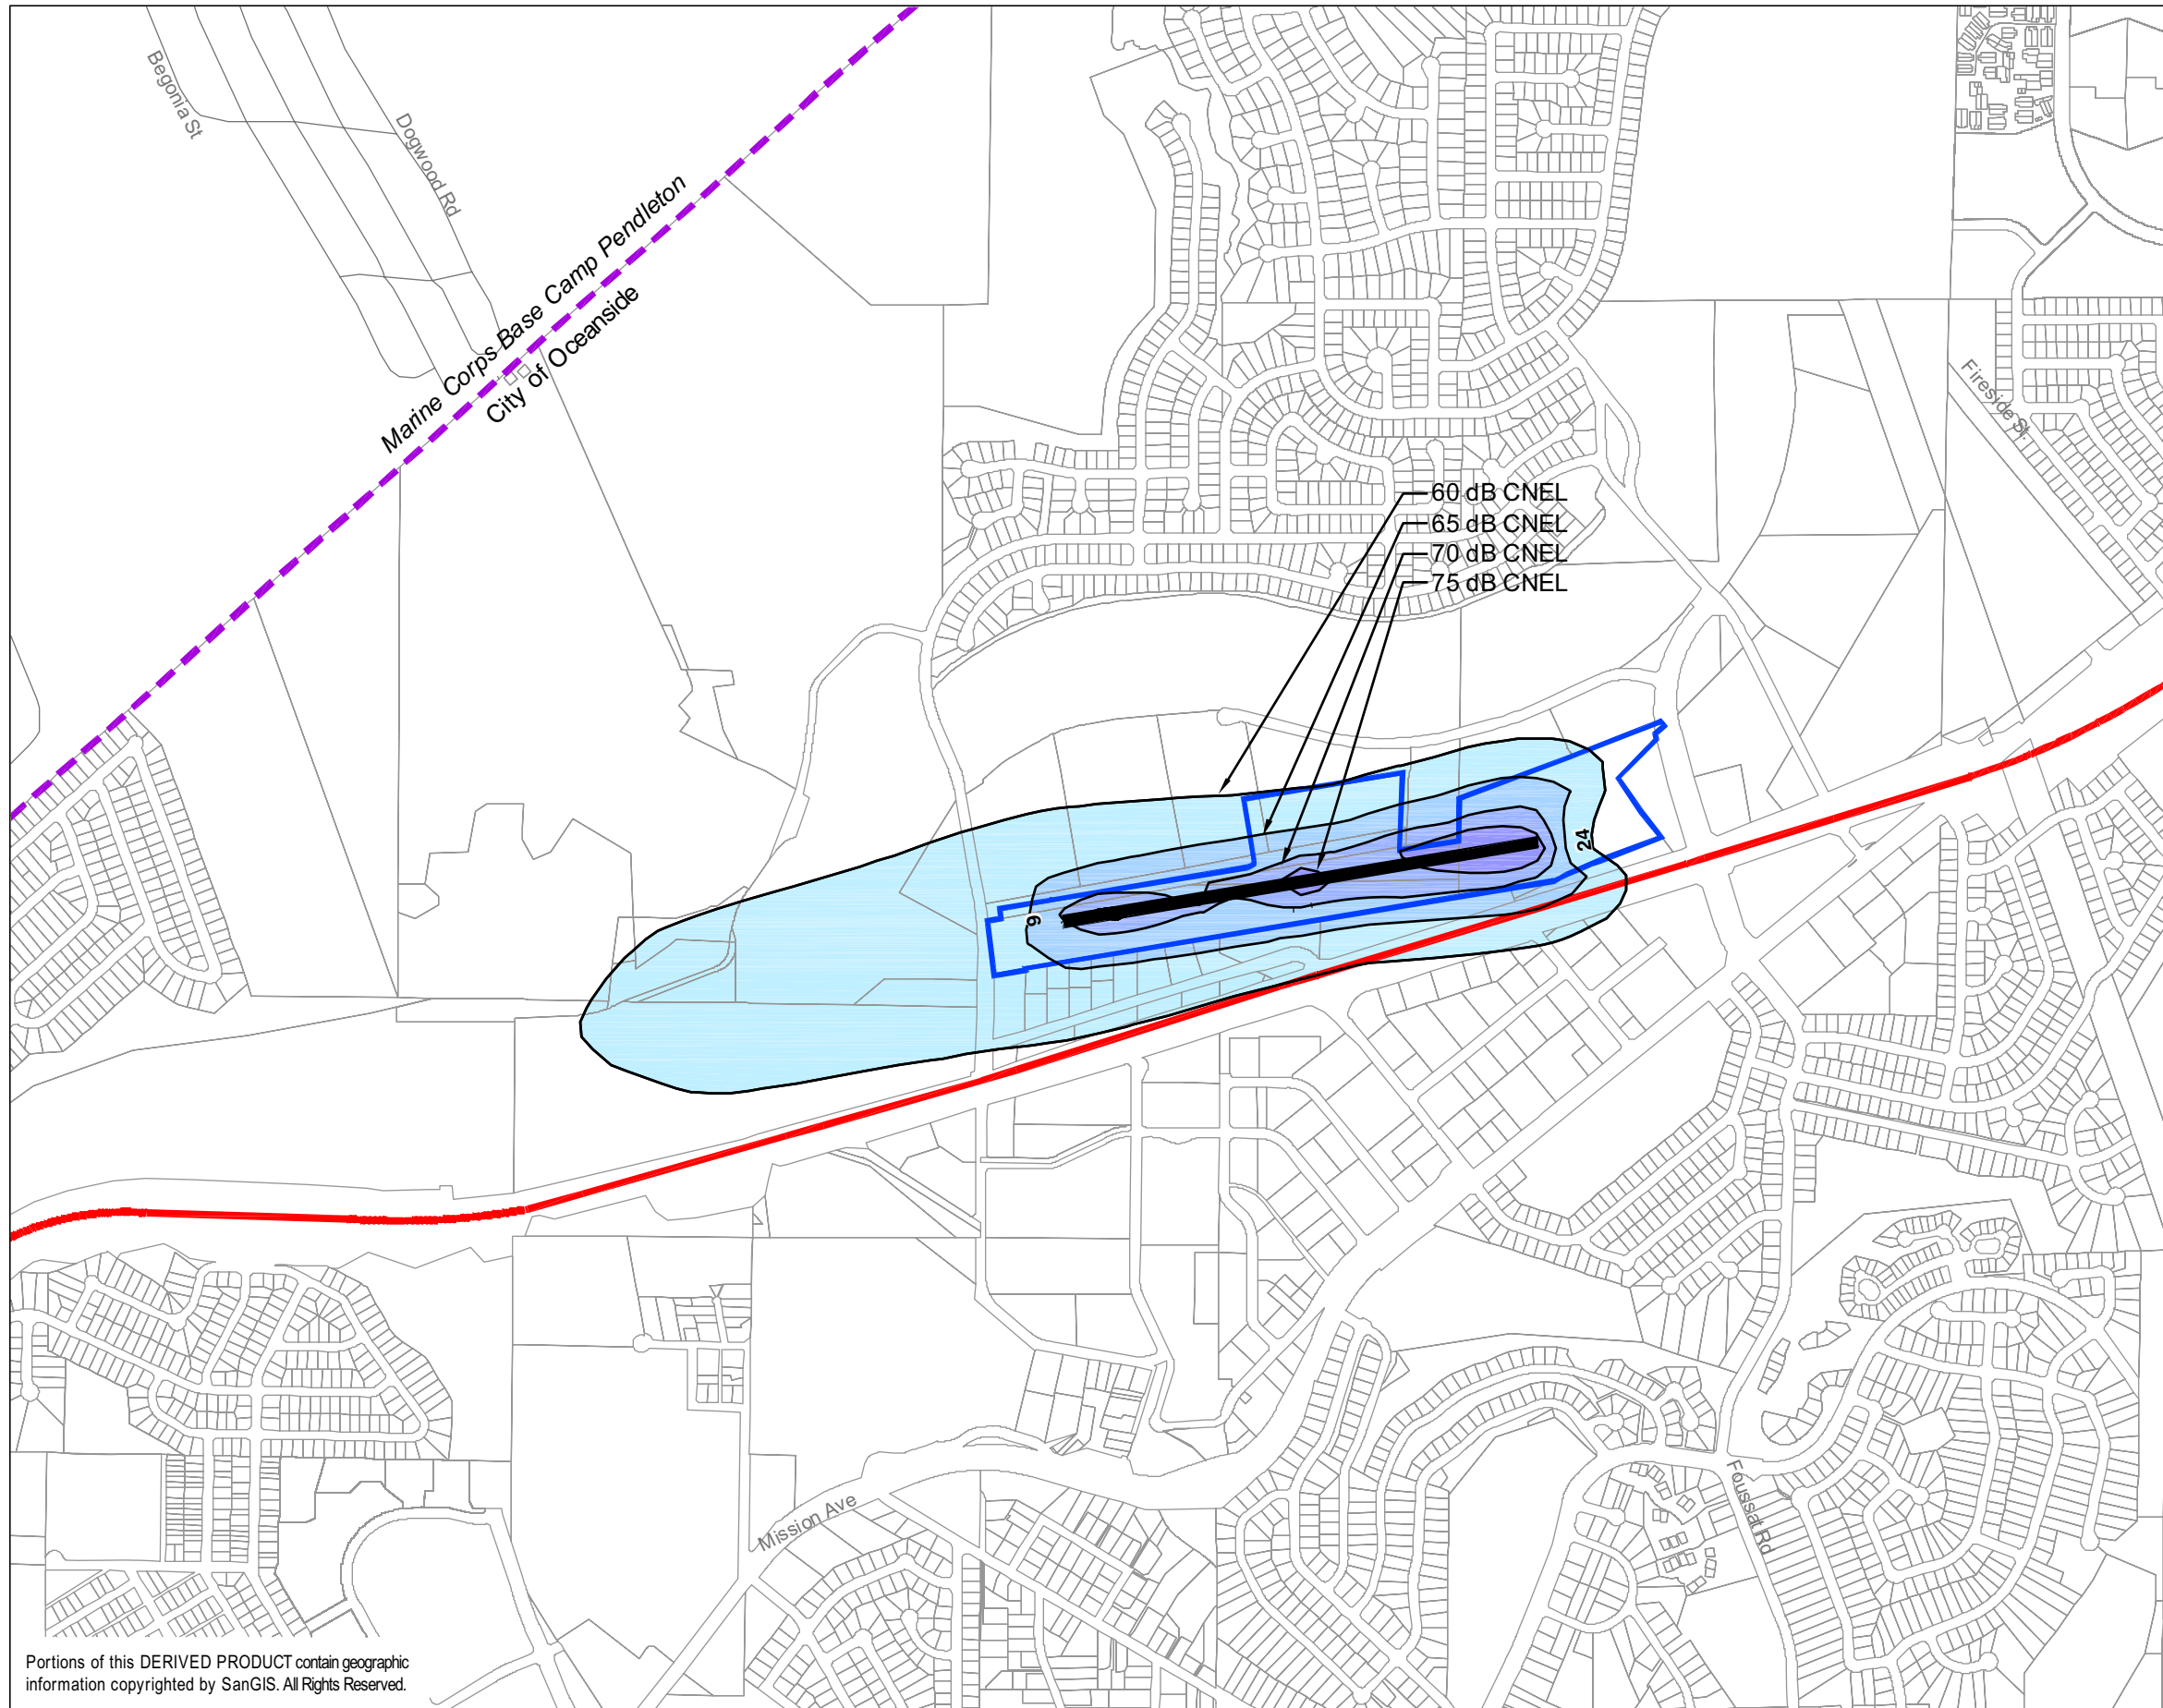 Begonia St
Dogwood Rd
Marine Corps Base Camp Pendleton
City of Oceanside
Fireside St.
60 dB CNEL
65 dB CNEL
70 dB CNEL
75 dB CNEL
24
6
Mission Ave
Foussat Rd
Portions of this DERIVED PRODUCT contain geographic
information copyrighted by SanGIS. All Rights Reserved.